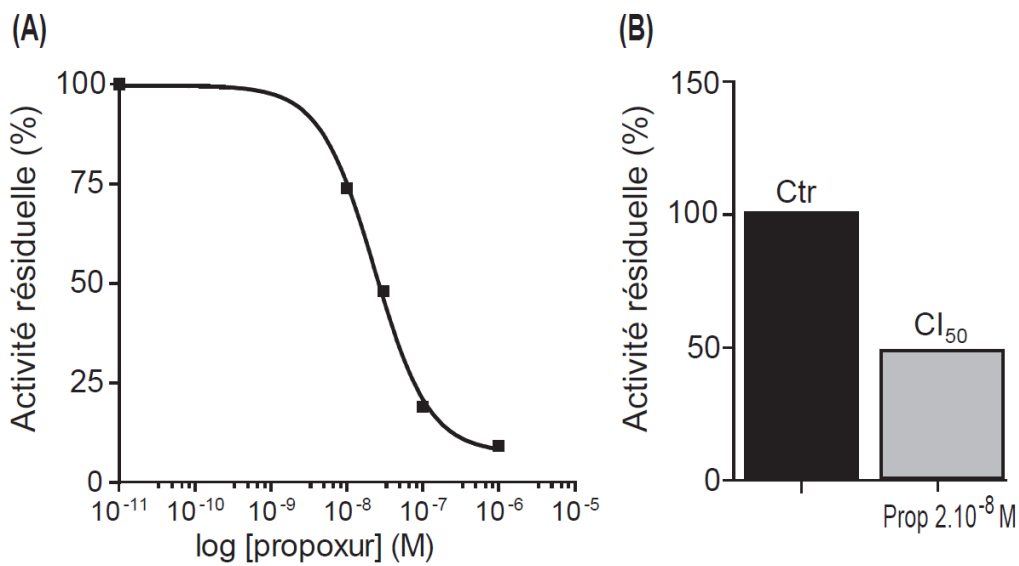 (A)
Activité résiduelle (%)
100
75
50
25
0
10⁻¹¹ 10⁻¹⁰ 10⁻⁹ 10⁻⁸ 10⁻⁷ 10⁻⁶ 10⁻⁵
log [propoxur] (M)
(B)
Activité résiduelle (%)
150
100
50
0
Ctr
CI₅₀
Prop 2.10⁻⁸ M